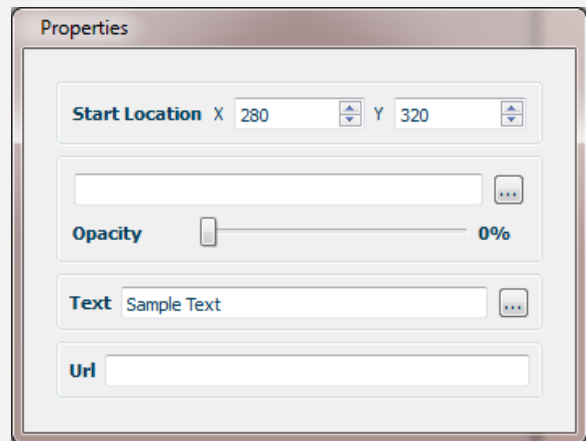 Properties
Start Location X 280 Y 320
...
Opacity 0%
Text Sample Text ...
Url